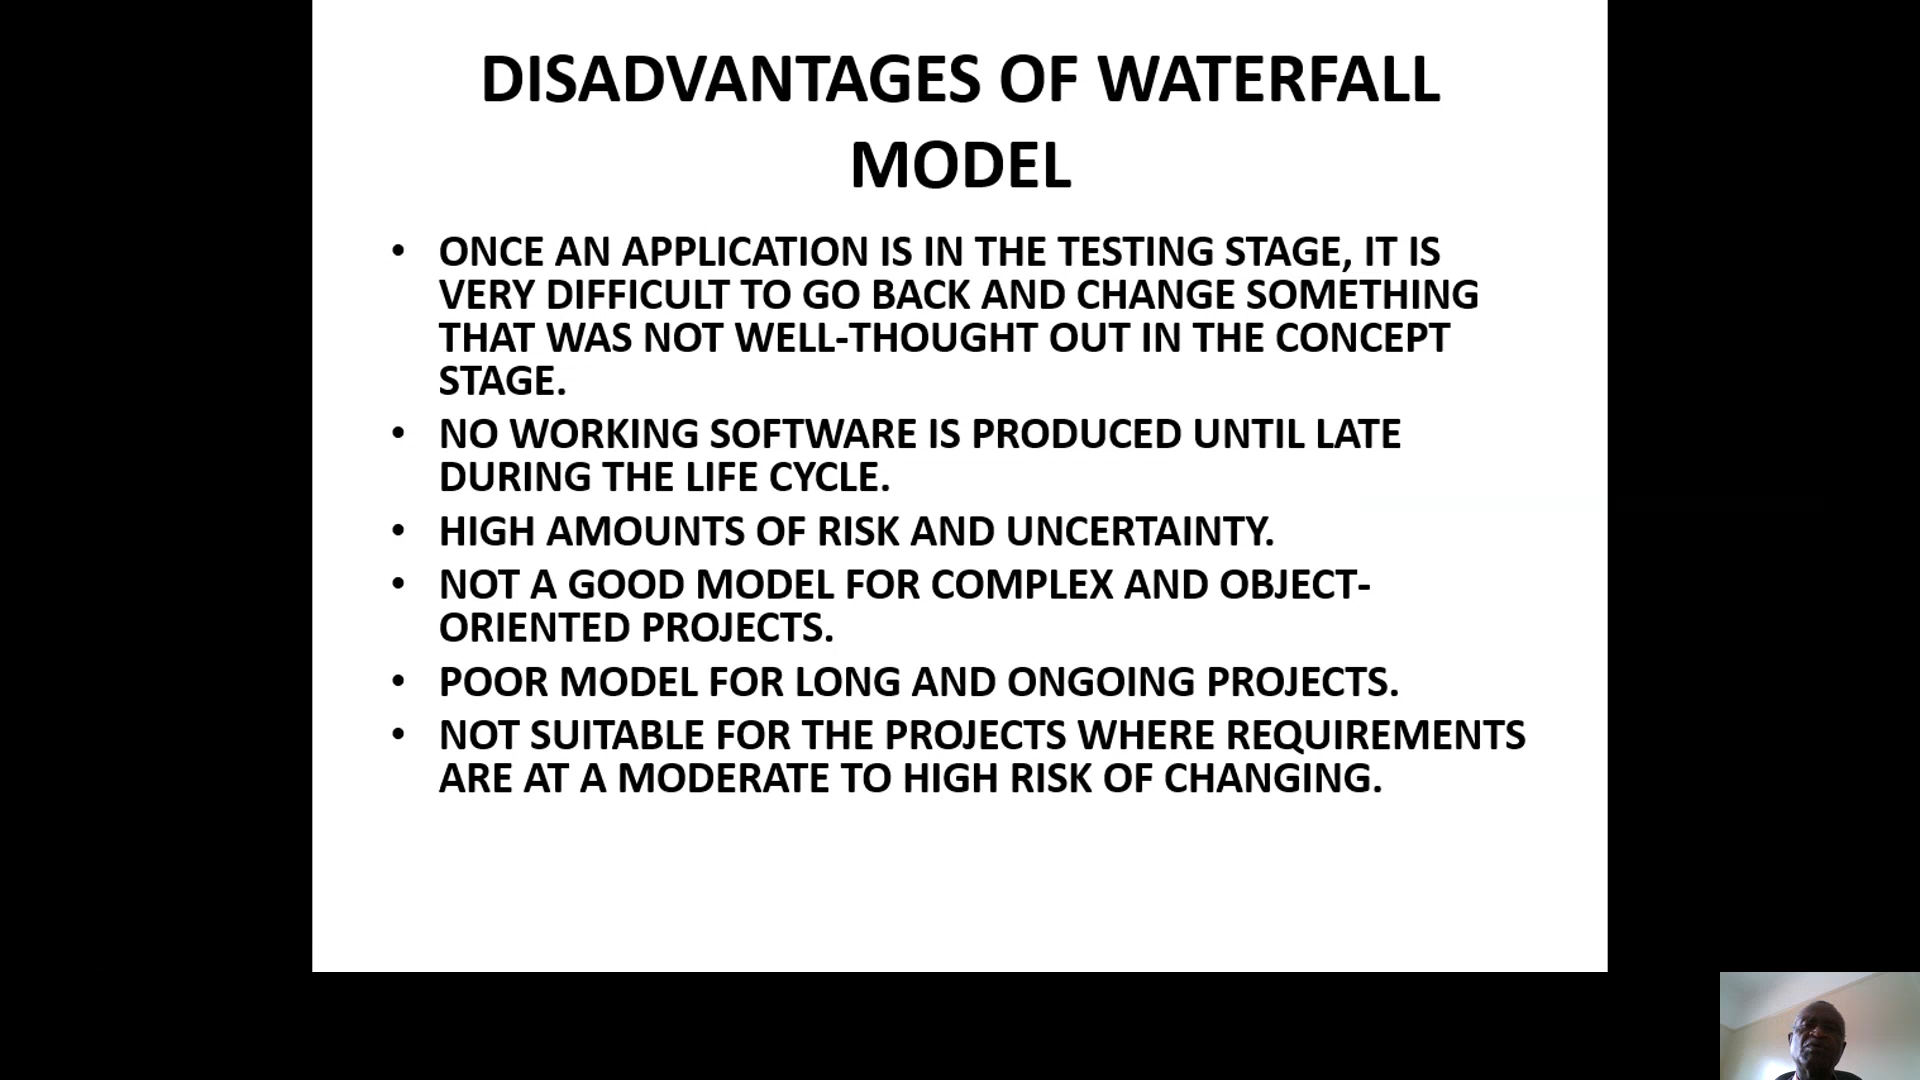 DISADVANTAGES OF WATERFALL
MODEL
• ONCE AN APPLICATION IS IN THE TESTING STAGE, IT IS
VERY DIFFICULT TO GO BACK AND CHANGE SOMETHING
THAT WAS NOT WELL-THOUGHT OUT IN THE CONCEPT
STAGE.
• NO WORKING SOFTWARE IS PRODUCED UNTIL LATE
DURING THE LIFE CYCLE.
• HIGH AMOUNTS OF RISK AND UNCERTAINTY.
• NOT A GOOD MODEL FOR COMPLEX AND OBJECT-
ORIENTED PROJECTS.
• POOR MODEL FOR LONG AND ONGOING PROJECTS.
• NOT SUITABLE FOR THE PROJECTS WHERE REQUIREMENTS
ARE AT A MODERATE TO HIGH RISK OF CHANGING.